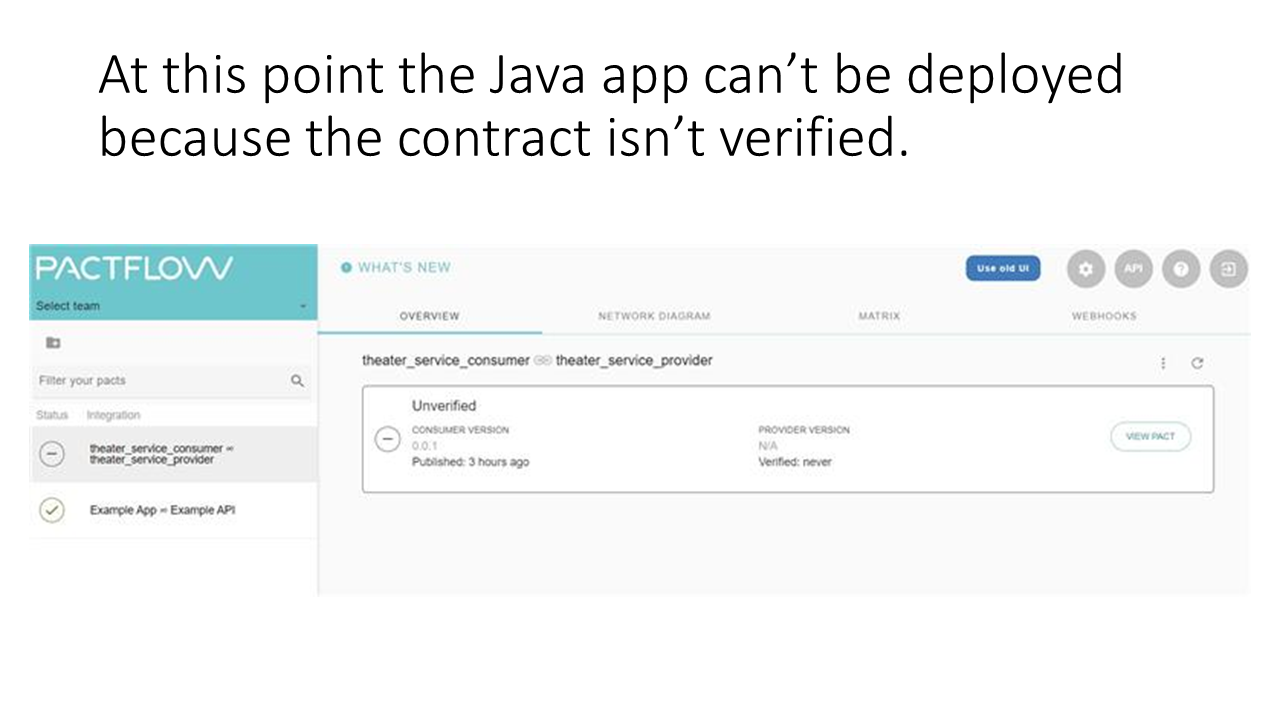 At this point the Java app can’t be deployed
because the contract isn’t verified.
PACTFLOW
Select team
WHAT'S NEW
Use old UI
API
OVERVIEW
NETWORK DIAGRAM
MATRIX
WEBHOOKS
Filter your pacts
Status Integration
theater_service_consumer ∞
theater_service_provider
Example App ∞ Example API
theater_service_consumer theater_service_provider
Unverified
CONSUMER VERSION
0.0.1
Published: 3 hours ago
PROVIDER VERSION
N/A
Verified: never
VIEW PACT